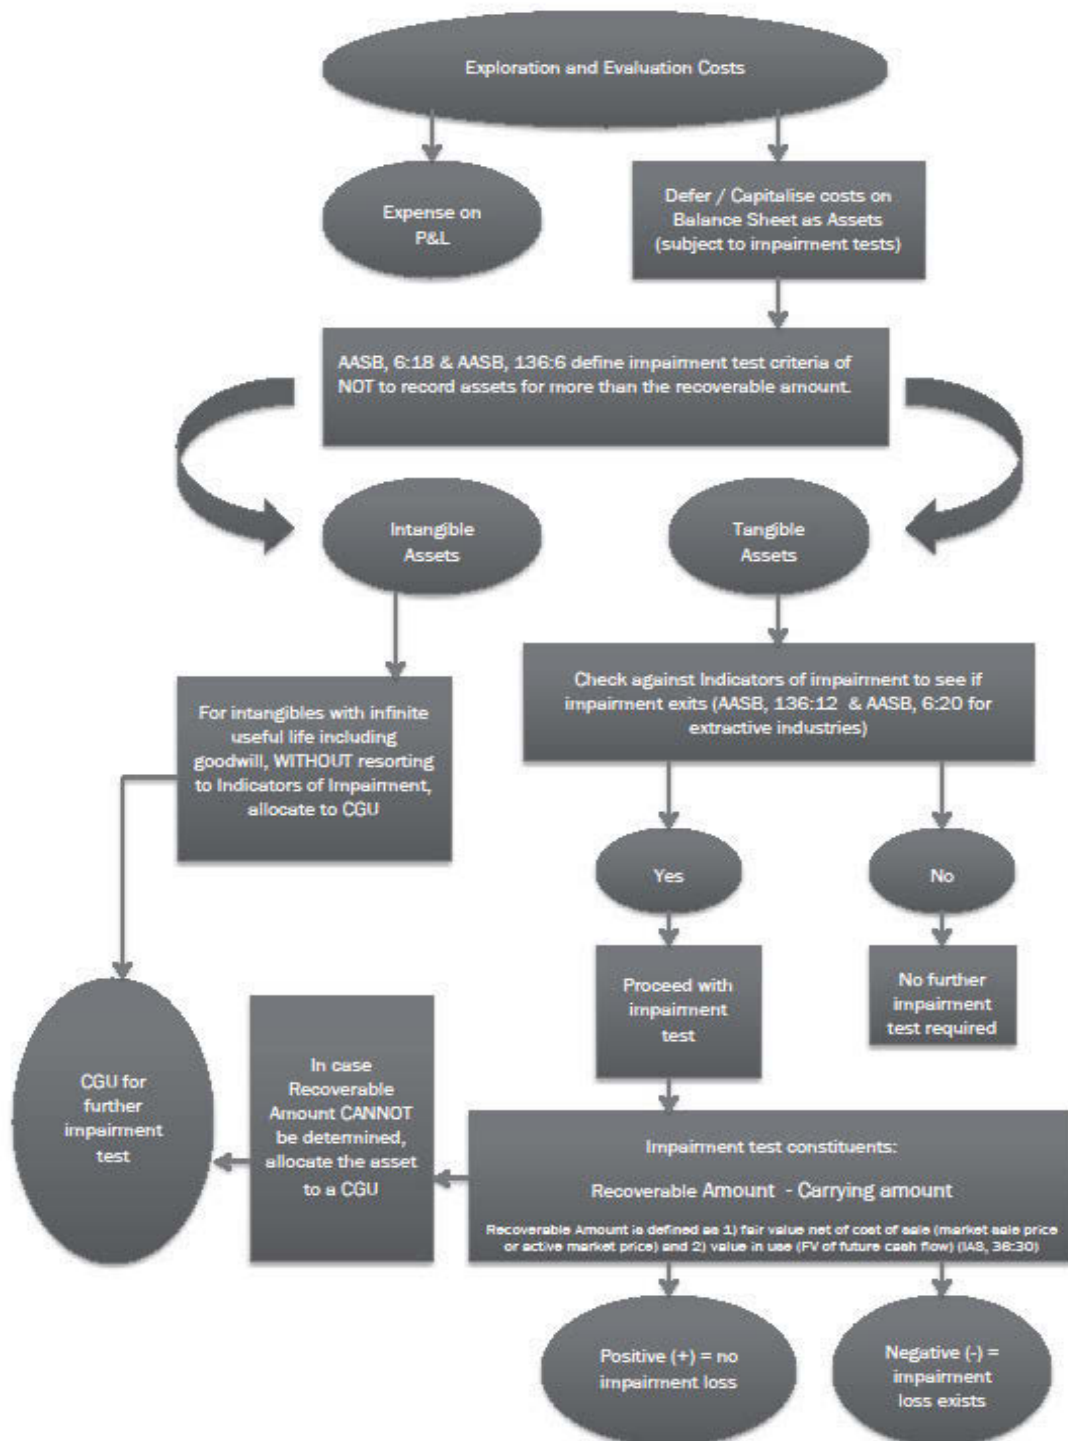 Exploration and Evaluation Costs
Expense on
P&L
Defer / Capitalise costs on
Balance Sheet as Assets
(subject to impairment tests)
AASB, 6:18 & AASB, 136:6 define impairment test criteria of
NOT to record assets for more than the recoverable amount.
Intangible
Assets
Tangible
Assets
For intangibles with infinite
useful life including
goodwill, WITHOUT resorting
to Indicators of Impairment,
allocate to CGU
Check against Indicators of impairment to see if
impairment exits (AASB, 136:12 & AASB, 6:20 for
extractive industries)
Yes
No
Proceed with
impairment
test
No further
impairment
test required
CGU for
further
impairment
test
In case
Recoverable
Amount CANNOT
be determined,
allocate the asset
to a CGU
Impairment test constituents:
Recoverable Amount - Carrying amount
Recoverable Amount is defined as 1) fair value net of cost of sale (market sale price
or active market price) and 2) value in use (FV of future cash flow) (IAS, 36:30)
Positive (+) = no
impairment loss
Negative (-) =
impairment
loss exists